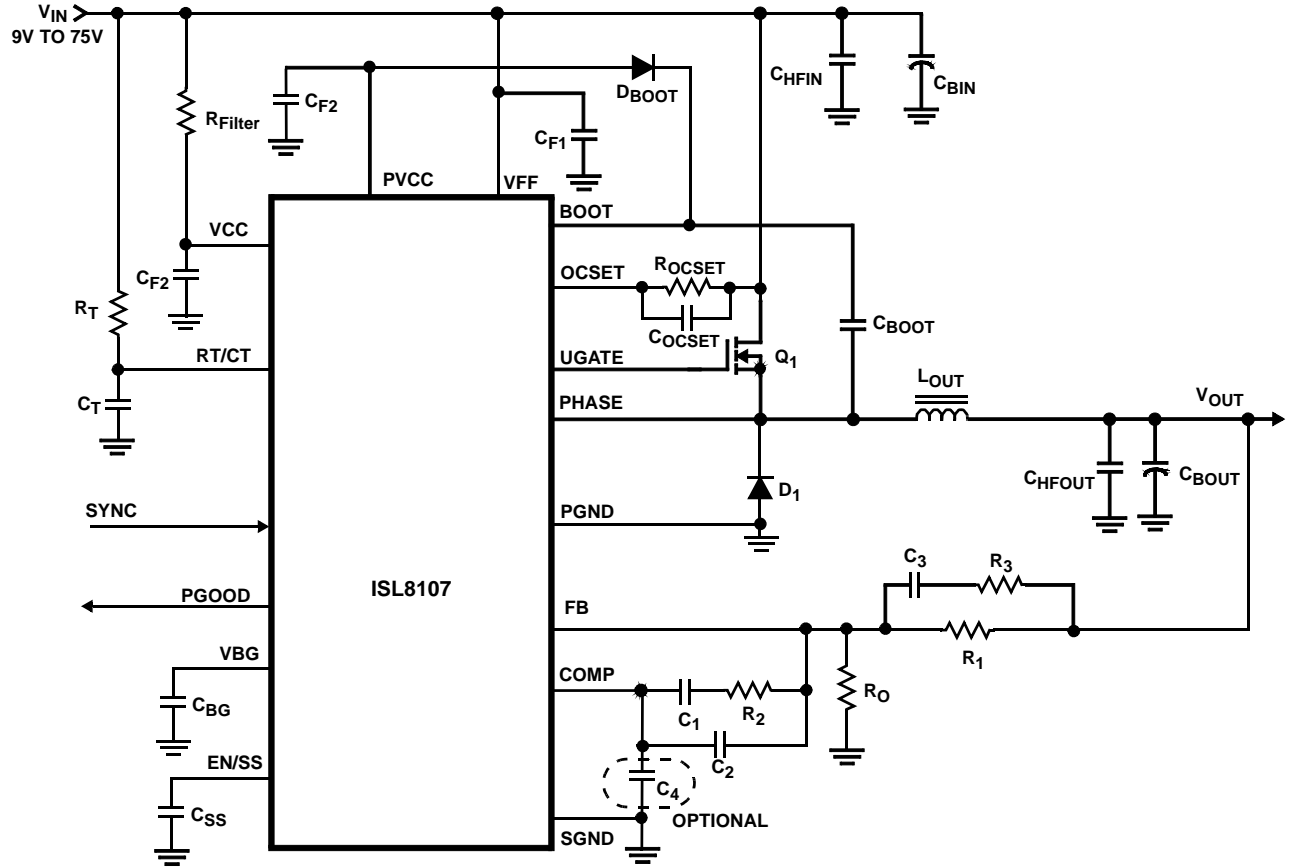 VIN
9V TO 75V
CHFIN
CBIN
DBOOT
CF2
RFilter
CF1
PVCC
VFF
BOOT
VCC
OCSET
ROCSET
CF2
COCSET
CBOOT
RT
UGATE
Q1
RT/CT
LOUT
CT
PHASE
VOUT
CHFOUT
CBOUT
D1
SYNC
PGND
C3
R3
ISL8107
PGOOD
FB
R1
VBG
COMP
RO
CBG
C1
R2
C2
EN/SS
C4
CSS
OPTIONAL
SGND